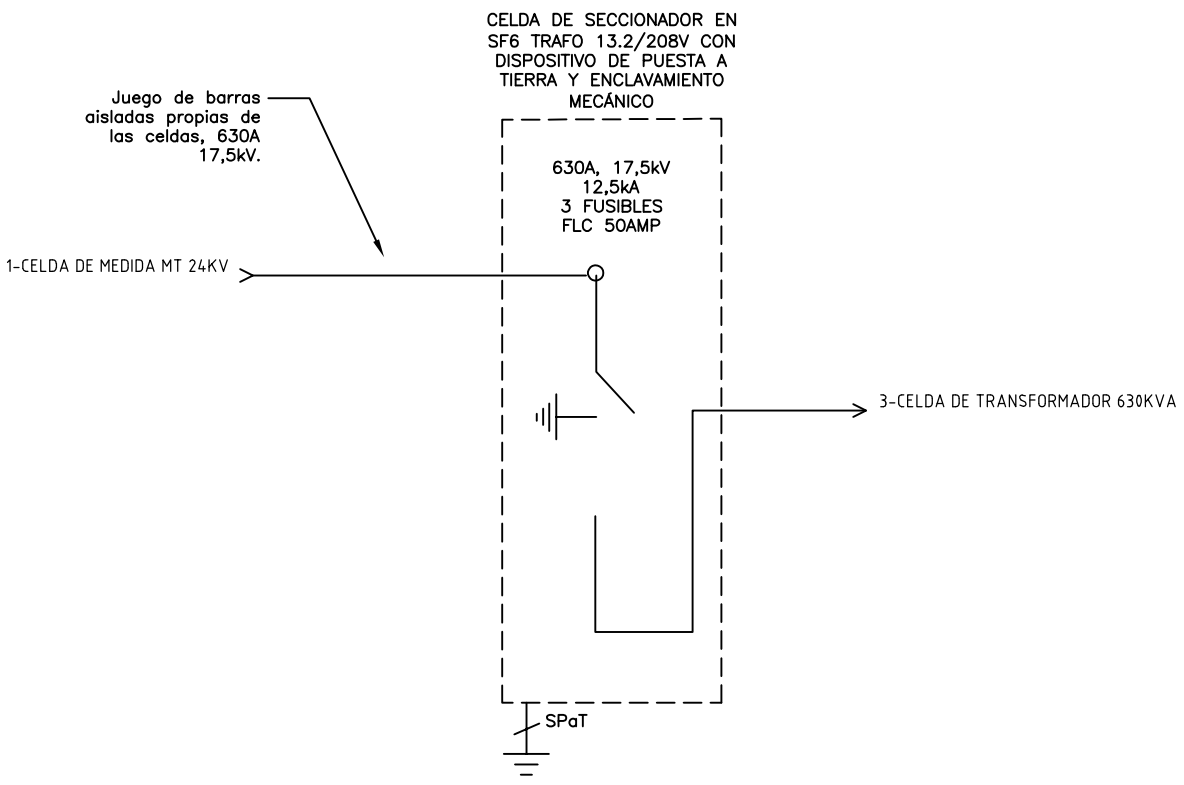 CELDA DE SECCIONADOR EN
SF6 TRAFO 13.2/208V CON
DISPOSITIVO DE PUESTA A
TIERRA Y ENCLAVAMIENTO
MECÁNICO
Juego de barras
aisladas propias de
las celdas, 630A
17,5kV.
630A, 17,5kV
12,5kA
3 FUSIBLES
FLC 50AMP
1-CELDA DE MEDIDA MT 24KV
3-CELDA DE TRANSFORMADOR 630KVA
SPaT